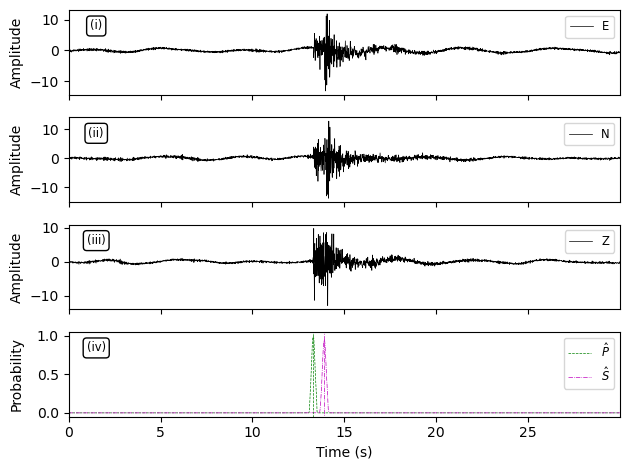 (i)
E
Amplitude
10
0
−10
(ii)
N
Amplitude
10
0
−10
(iii)
Z
Amplitude
10
0
−10
(iv)
P̂
Ŝ
Probability
1.0
0.5
0.0
0 5 10 15 20 25
Time (s)